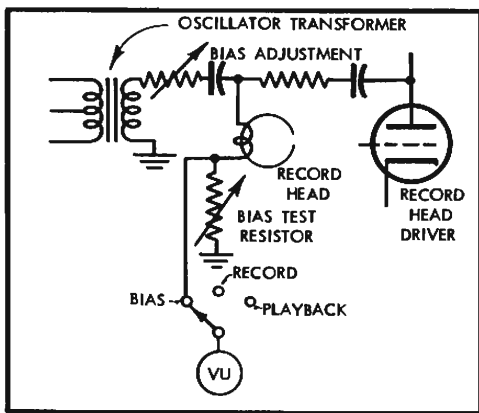 OSCILLATOR TRANSFORMER
BIAS ADJUSTMENT
RECORD
HEAD
RECORD
HEAD
DRIVER
BIAS TEST
RESISTOR
RECORD
BIAS
PLAYBACK
VU